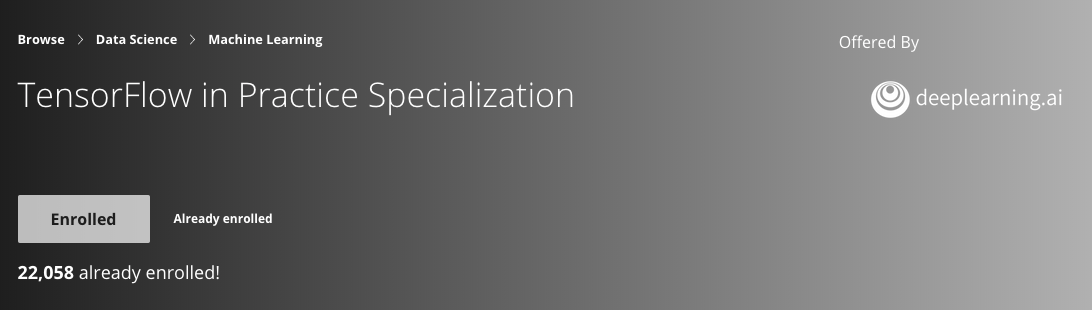 Browse > Data Science > Machine Learning
Offered By
TensorFlow in Practice Specialization
deeplearning.ai
Enrolled
Already enrolled
22,058 already enrolled!